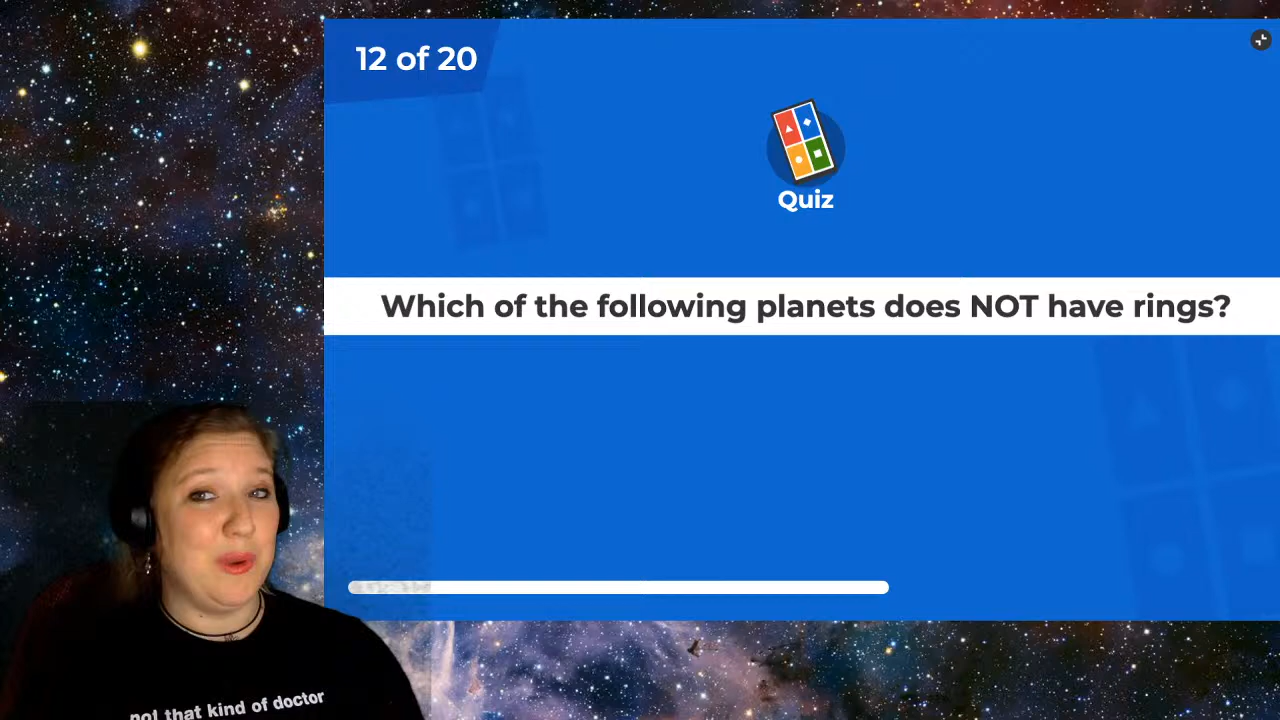 12 of 20
Quiz
Which of the following planets does NOT have rings?
not that kind of doctor